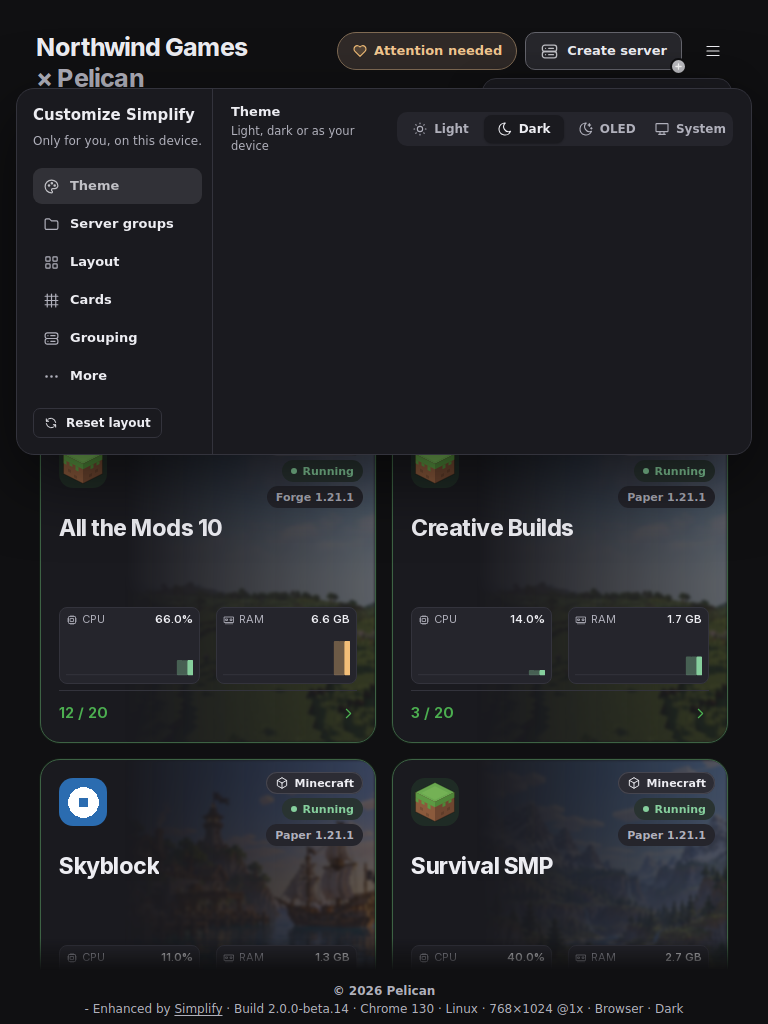 Northwind Games
× Pelican
Attention needed
Create server
Customize Simplify
Only for you, on this device.
Theme
Server groups
Layout
Cards
Grouping
More
Reset layout
Theme
Light, dark or as your
device
Light
Dark
OLED
System
Running
Forge 1.21.1
All the Mods 10
CPU 66.0%
RAM 6.6 GB
12 / 20
Running
Paper 1.21.1
Creative Builds
CPU 14.0%
RAM 1.7 GB
3 / 20
Minecraft
Running
Paper 1.21.1
Skyblock
CPU 11.0%
RAM 1.3 GB
Minecraft
Running
Paper 1.21.1
Survival SMP
CPU 40.0%
RAM 2.7 GB
© 2026 Pelican
- Enhanced by Simplify · Build 2.0.0-beta.14 · Chrome 130 · Linux · 768×1024 @1x · Browser · Dark